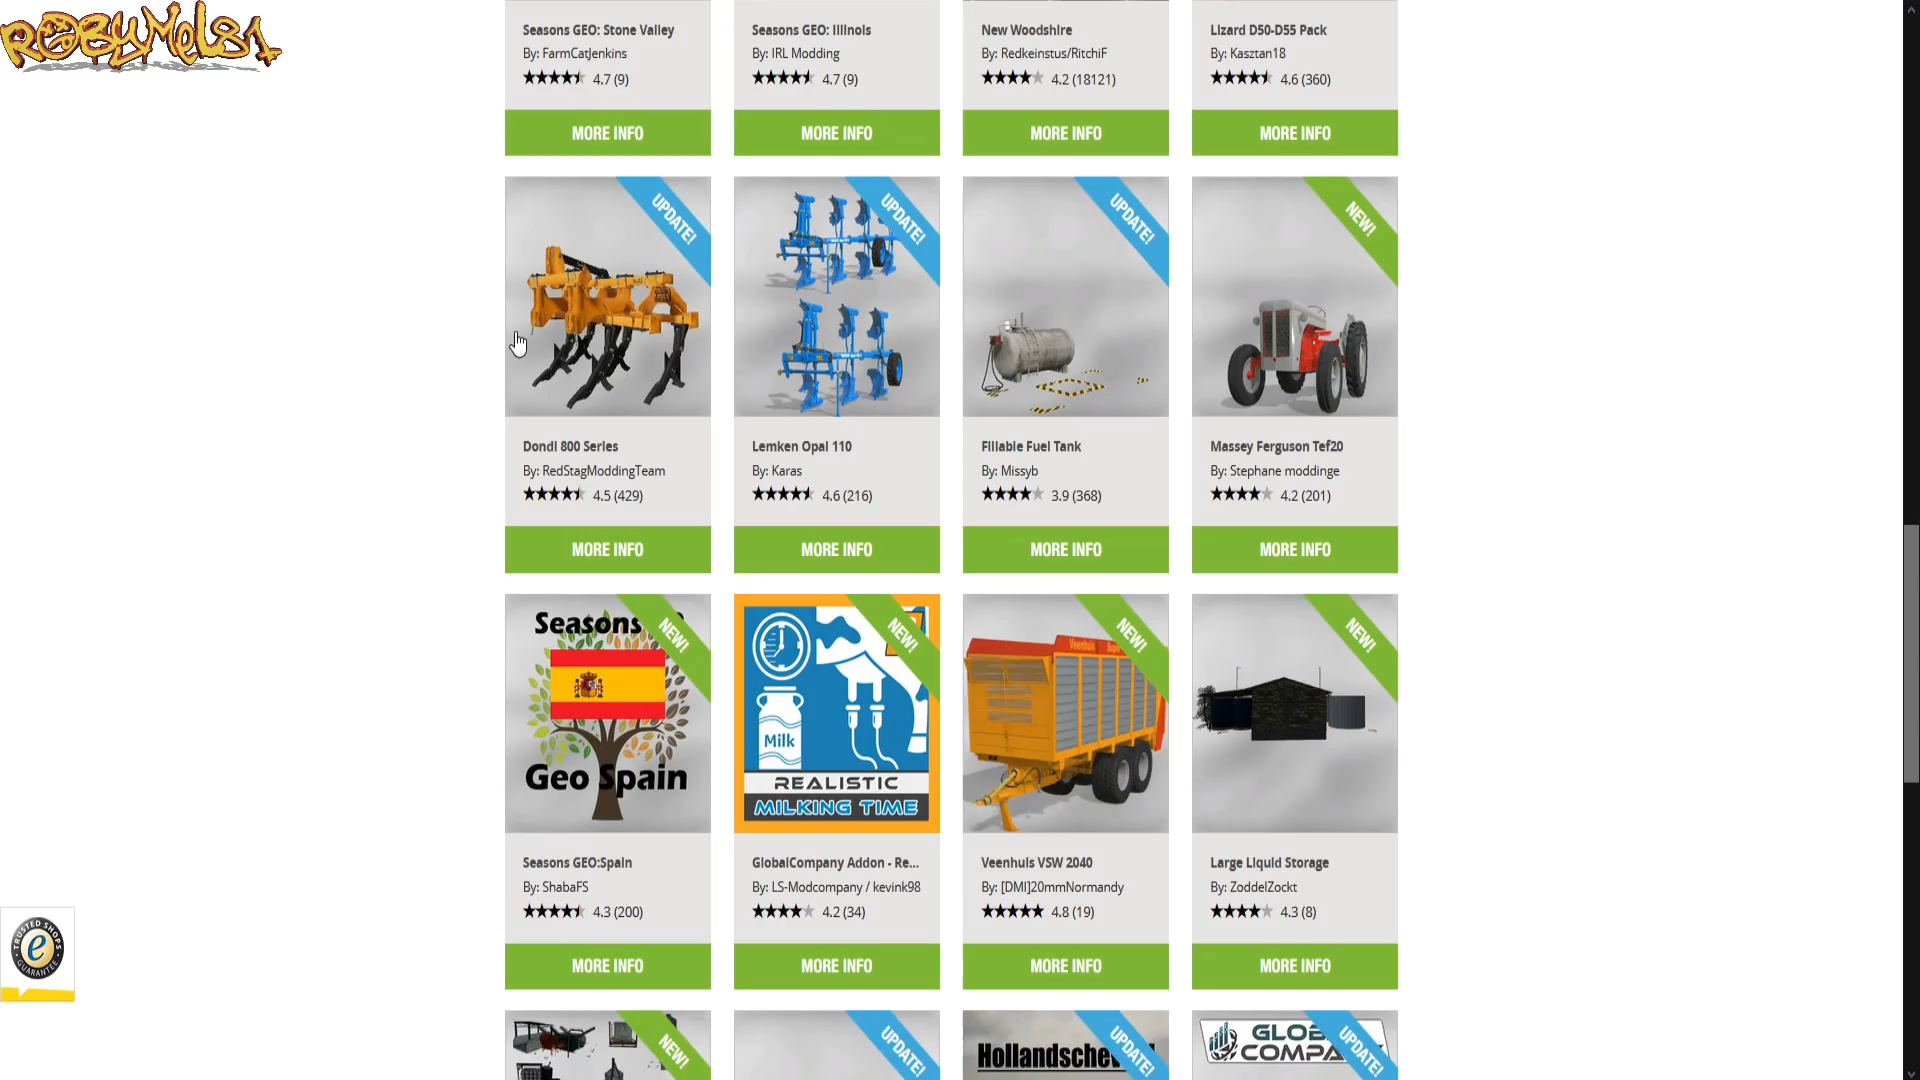 RobyMel81
Seasons GEO: Stone Valley
By: FarmCatJenkins
4.7 (9)
MORE INFO
Seasons GEO: Illinois
By: IRL Modding
4.7 (9)
MORE INFO
New Woodshire
By: Redkeinstus/RitchiF
4.2 (18121)
MORE INFO
Lizard D50-D55 Pack
By: Kasztan18
4.6 (360)
MORE INFO
UPDATE!
Dondi 800 Series
By: RedStagModdingTeam
4.5 (429)
MORE INFO
UPDATE!
Lemken Opal 110
By: Karas
4.6 (216)
MORE INFO
UPDATE!
Fillable Fuel Tank
By: Missyb
3.9 (368)
MORE INFO
NEW!
Massey Ferguson Tef20
By: Stephane moddinge
4.2 (201)
MORE INFO
Seasons
NEW!
Geo Spain
Seasons GEO:Spain
By: ShabaFS
4.3 (200)
MORE INFO
NEW!
Milk
REALISTIC
MILKING TIME
GlobalCompany Addon - Re...
By: LS-Modcompany / kevink98
4.2 (34)
MORE INFO
Veenhuis
NEW!
Veenhuis VSW 2040
By: [DMI]20mmNormandy
4.8 (19)
MORE INFO
NEW!
Large Liquid Storage
By: ZoddelZockt
4.3 (8)
MORE INFO
TRUSTED SHOPS
e
GUARANTEE
NEW!
UPDATE!
Hollandsche
UPDATE!
GLOB
COMPA
UPDATE!